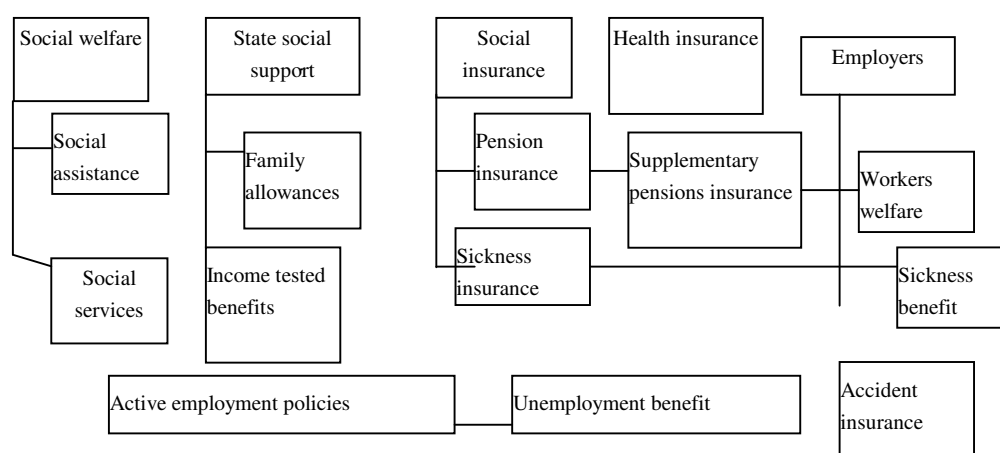 Social welfare
State social
support
Social
insurance
Health insurance
Employers
Social
assistance
Family
allowances
Pension
insurance
Supplementary
pensions insurance
Workers
welfare
Social
services
Income tested
benefits
Sickness
insurance
Sickness
benefit
Active employment policies
Unemployment benefit
Accident
insurance